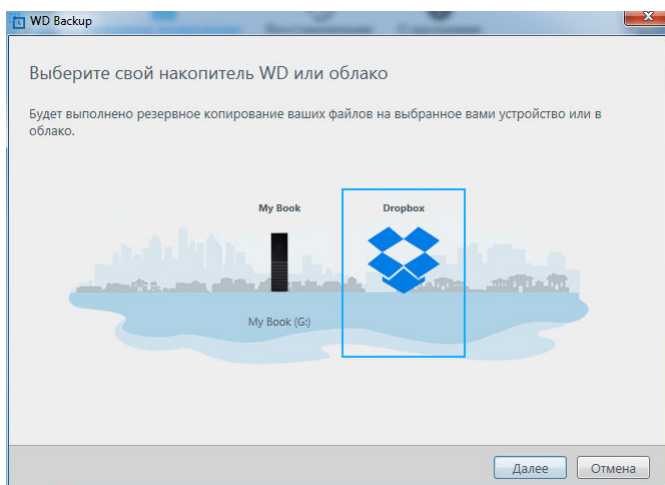 WD Backup
Выберите свой накопитель WD или облако
Будет выполнено резервное копирование ваших файлов на выбранное вами устройство или в
облако.
My Book
Dropbox
My Book (G:)
Далее
Отмена